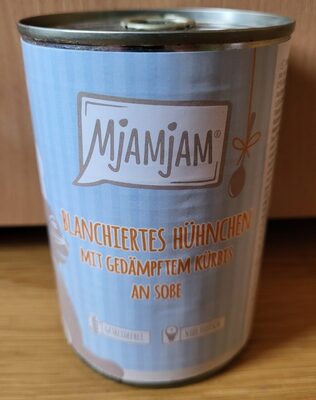 MJAMJAM®
BLANCHIERTES HÜHNCHEN
MIT GEDÄMPFTEM KÜRBIS
AN SOßE